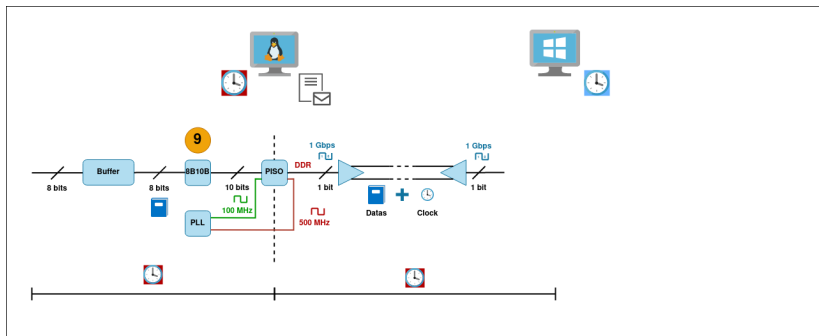 9
1 Gbps
1 Gbps
DDR
Buffer
8B10B
PISO
8 bits
8 bits
10 bits
1 bit
1 bit
100 MHz
PLL
500 MHz
Datas
Clock